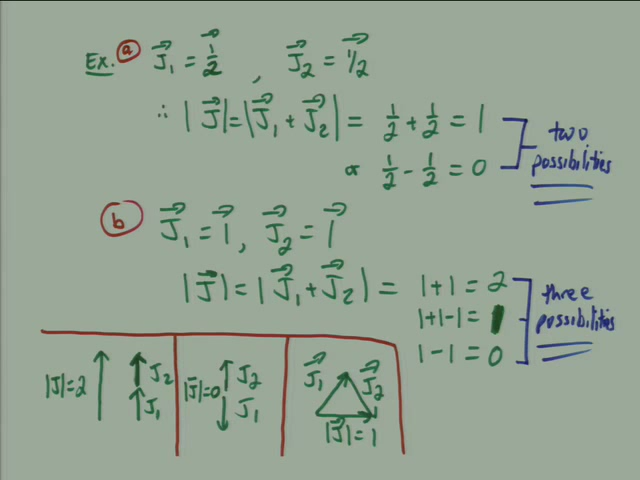 Ex. (a) J⃗₁ = 1⃗/2 , J⃗₂ = 1⃗/2
∴ |J⃗| = |J⃗₁ + J⃗₂| = 1/2 + 1/2 = 1
or 1/2 - 1/2 = 0
two
possibilities
(b) J⃗₁ = 1⃗, J⃗₂ = 1⃗
|J⃗| = |J⃗₁ + J⃗₂| = 1+1 = 2
1+1-1 = 1
1-1 = 0
three
possibilities
|J|=2 J₂ J₁
|J⃗|=0 J₂ J₁
J⃗₁ J⃗₂
|J⃗|=1